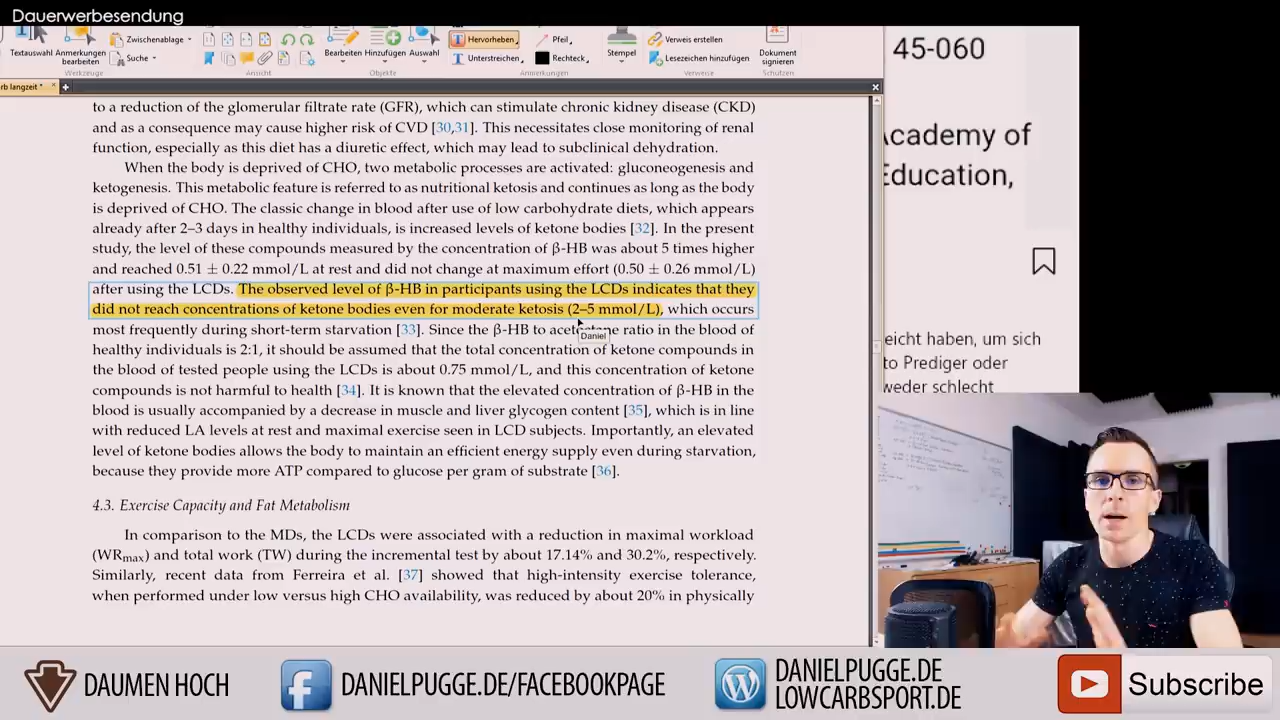 Dauerwerbesendung
Textauswahl
Anmerkungen
bearbeiten
Werkzeuge
Zwischenablage
Suche
Ansicht
Bearbeiten
Hinzufügen
Auswahl
Objekte
Hervorheben
Unterstreichen
Pfeil
Rechteck
Anmerkungen
Stempel
Verweis erstellen
Lesezeichen hinzufügen
Verweise
Dokument
signieren
Schützen
rb langzeit *
to a reduction of the glomerular filtrate rate (GFR), which can stimulate chronic kidney disease (CKD)
and as a consequence may cause higher risk of CVD [30,31]. This necessitates close monitoring of renal
function, especially as this diet has a diuretic effect, which may lead to subclinical dehydration.
When the body is deprived of CHO, two metabolic processes are activated: gluconeogenesis and
ketogenesis. This metabolic feature is referred to as nutritional ketosis and continues as long as the body
is deprived of CHO. The classic change in blood after use of low carbohydrate diets, which appears
already after 2–3 days in healthy individuals, is increased levels of ketone bodies [32]. In the present
study, the level of these compounds measured by the concentration of β-HB was about 5 times higher
and reached 0.51 ± 0.22 mmol/L at rest and did not change at maximum effort (0.50 ± 0.26 mmol/L)
after using the LCDs. The observed level of β-HB in participants using the LCDs indicates that they
did not reach concentrations of ketone bodies even for moderate ketosis (2–5 mmol/L), which occurs
most frequently during short-term starvation [33]. Since the β-HB to acetoacetate ratio in the blood of
Daniel
healthy individuals is 2:1, it should be assumed that the total concentration of ketone compounds in
the blood of tested people using the LCDs is about 0.75 mmol/L, and this concentration of ketone
compounds is not harmful to health [34]. It is known that the elevated concentration of β-HB in the
blood is usually accompanied by a decrease in muscle and liver glycogen content [35], which is in line
with reduced LA levels at rest and maximal exercise seen in LCD subjects. Importantly, an elevated
level of ketone bodies allows the body to maintain an efficient energy supply even during starvation,
because they provide more ATP compared to glucose per gram of substrate [36].
4.3. Exercise Capacity and Fat Metabolism
In comparison to the MDs, the LCDs were associated with a reduction in maximal workload
(WRmax) and total work (TW) during the incremental test by about 17.14% and 30.2%, respectively.
Similarly, recent data from Ferreira et al. [37] showed that high-intensity exercise tolerance,
when performed under low versus high CHO availability, was reduced by about 20% in physically
45-060
Academy of
Education,
eicht haben, um sich
to Prediger oder
weder schlecht
DAUMEN HOCH
DANIELPUGGE.DE/FACEBOOKPAGE
DANIELPUGGE.DE
LOWCARBSPORT.DE
Subscribe